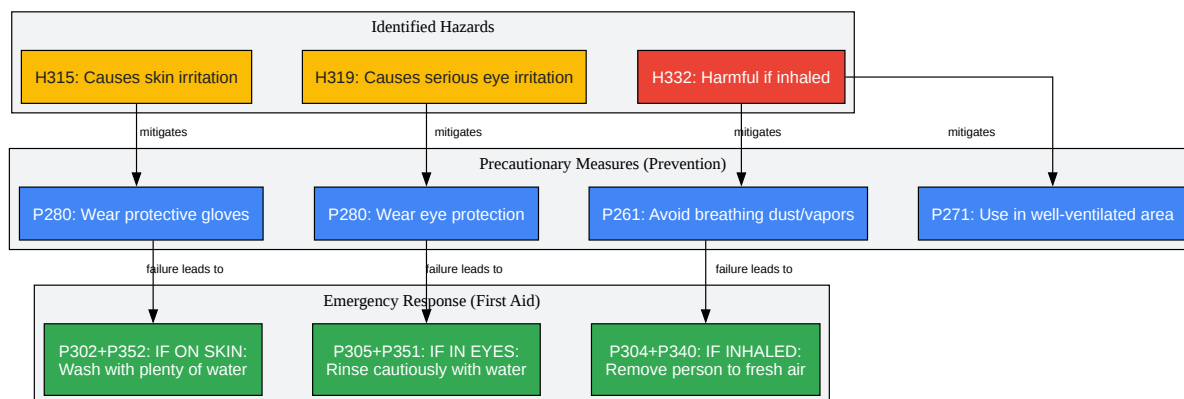 Identified Hazards
H315: Causes skin irritation
H319: Causes serious eye irritation
H332: Harmful if inhaled
mitigates
mitigates
mitigates
mitigates
Precautionary Measures (Prevention)
P280: Wear protective gloves
P280: Wear eye protection
P261: Avoid breathing dust/vapors
P271: Use in well-ventilated area
failure leads to
failure leads to
failure leads to
Emergency Response (First Aid)
P302+P352: IF ON SKIN:
Wash with plenty of water
P305+P351: IF IN EYES:
Rinse cautiously with water
P304+P340: IF INHALED:
Remove person to fresh air